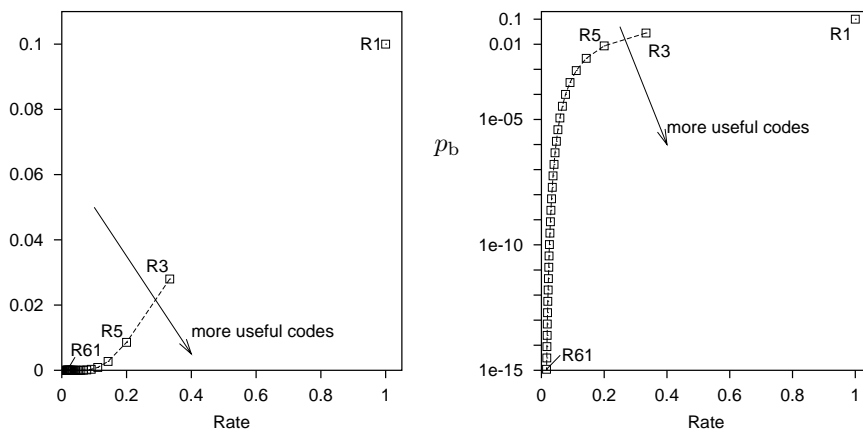 0.1
0.08
0.06
0.04
0.02
0
R1
R3
R5
R61
more useful codes
0 0.2 0.4 0.6 0.8 1
Rate
p_b
0.1
0.01
1e-05
1e-10
1e-15
R5
R1
R3
more useful codes
R61
0 0.2 0.4 0.6 0.8 1
Rate